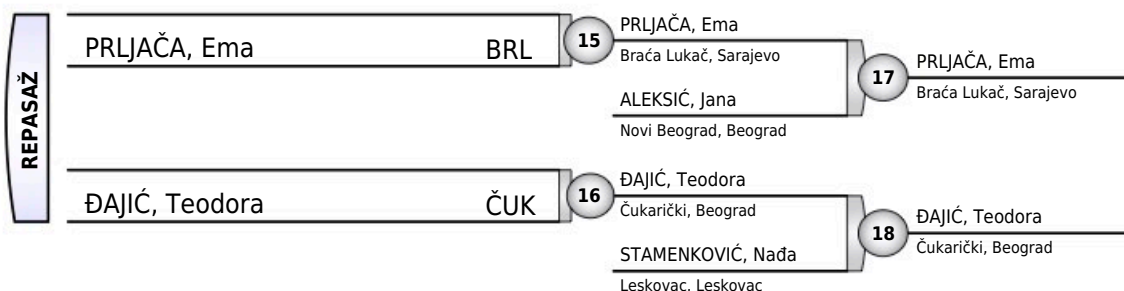 REPASAŽ
PRLJAČA, Ema BRL
15
PRLJAČA, Ema
Braća Lukač, Sarajevo
ALEKSIĆ, Jana
Novi Beograd, Beograd
17
PRLJAČA, Ema
Braća Lukač, Sarajevo
ĐAJIĆ, Teodora ČUK
16
ĐAJIĆ, Teodora
Čukarički, Beograd
STAMENKOVIĆ, Nađa
Leskovac, Leskovac
18
ĐAJIĆ, Teodora
Čukarički, Beograd